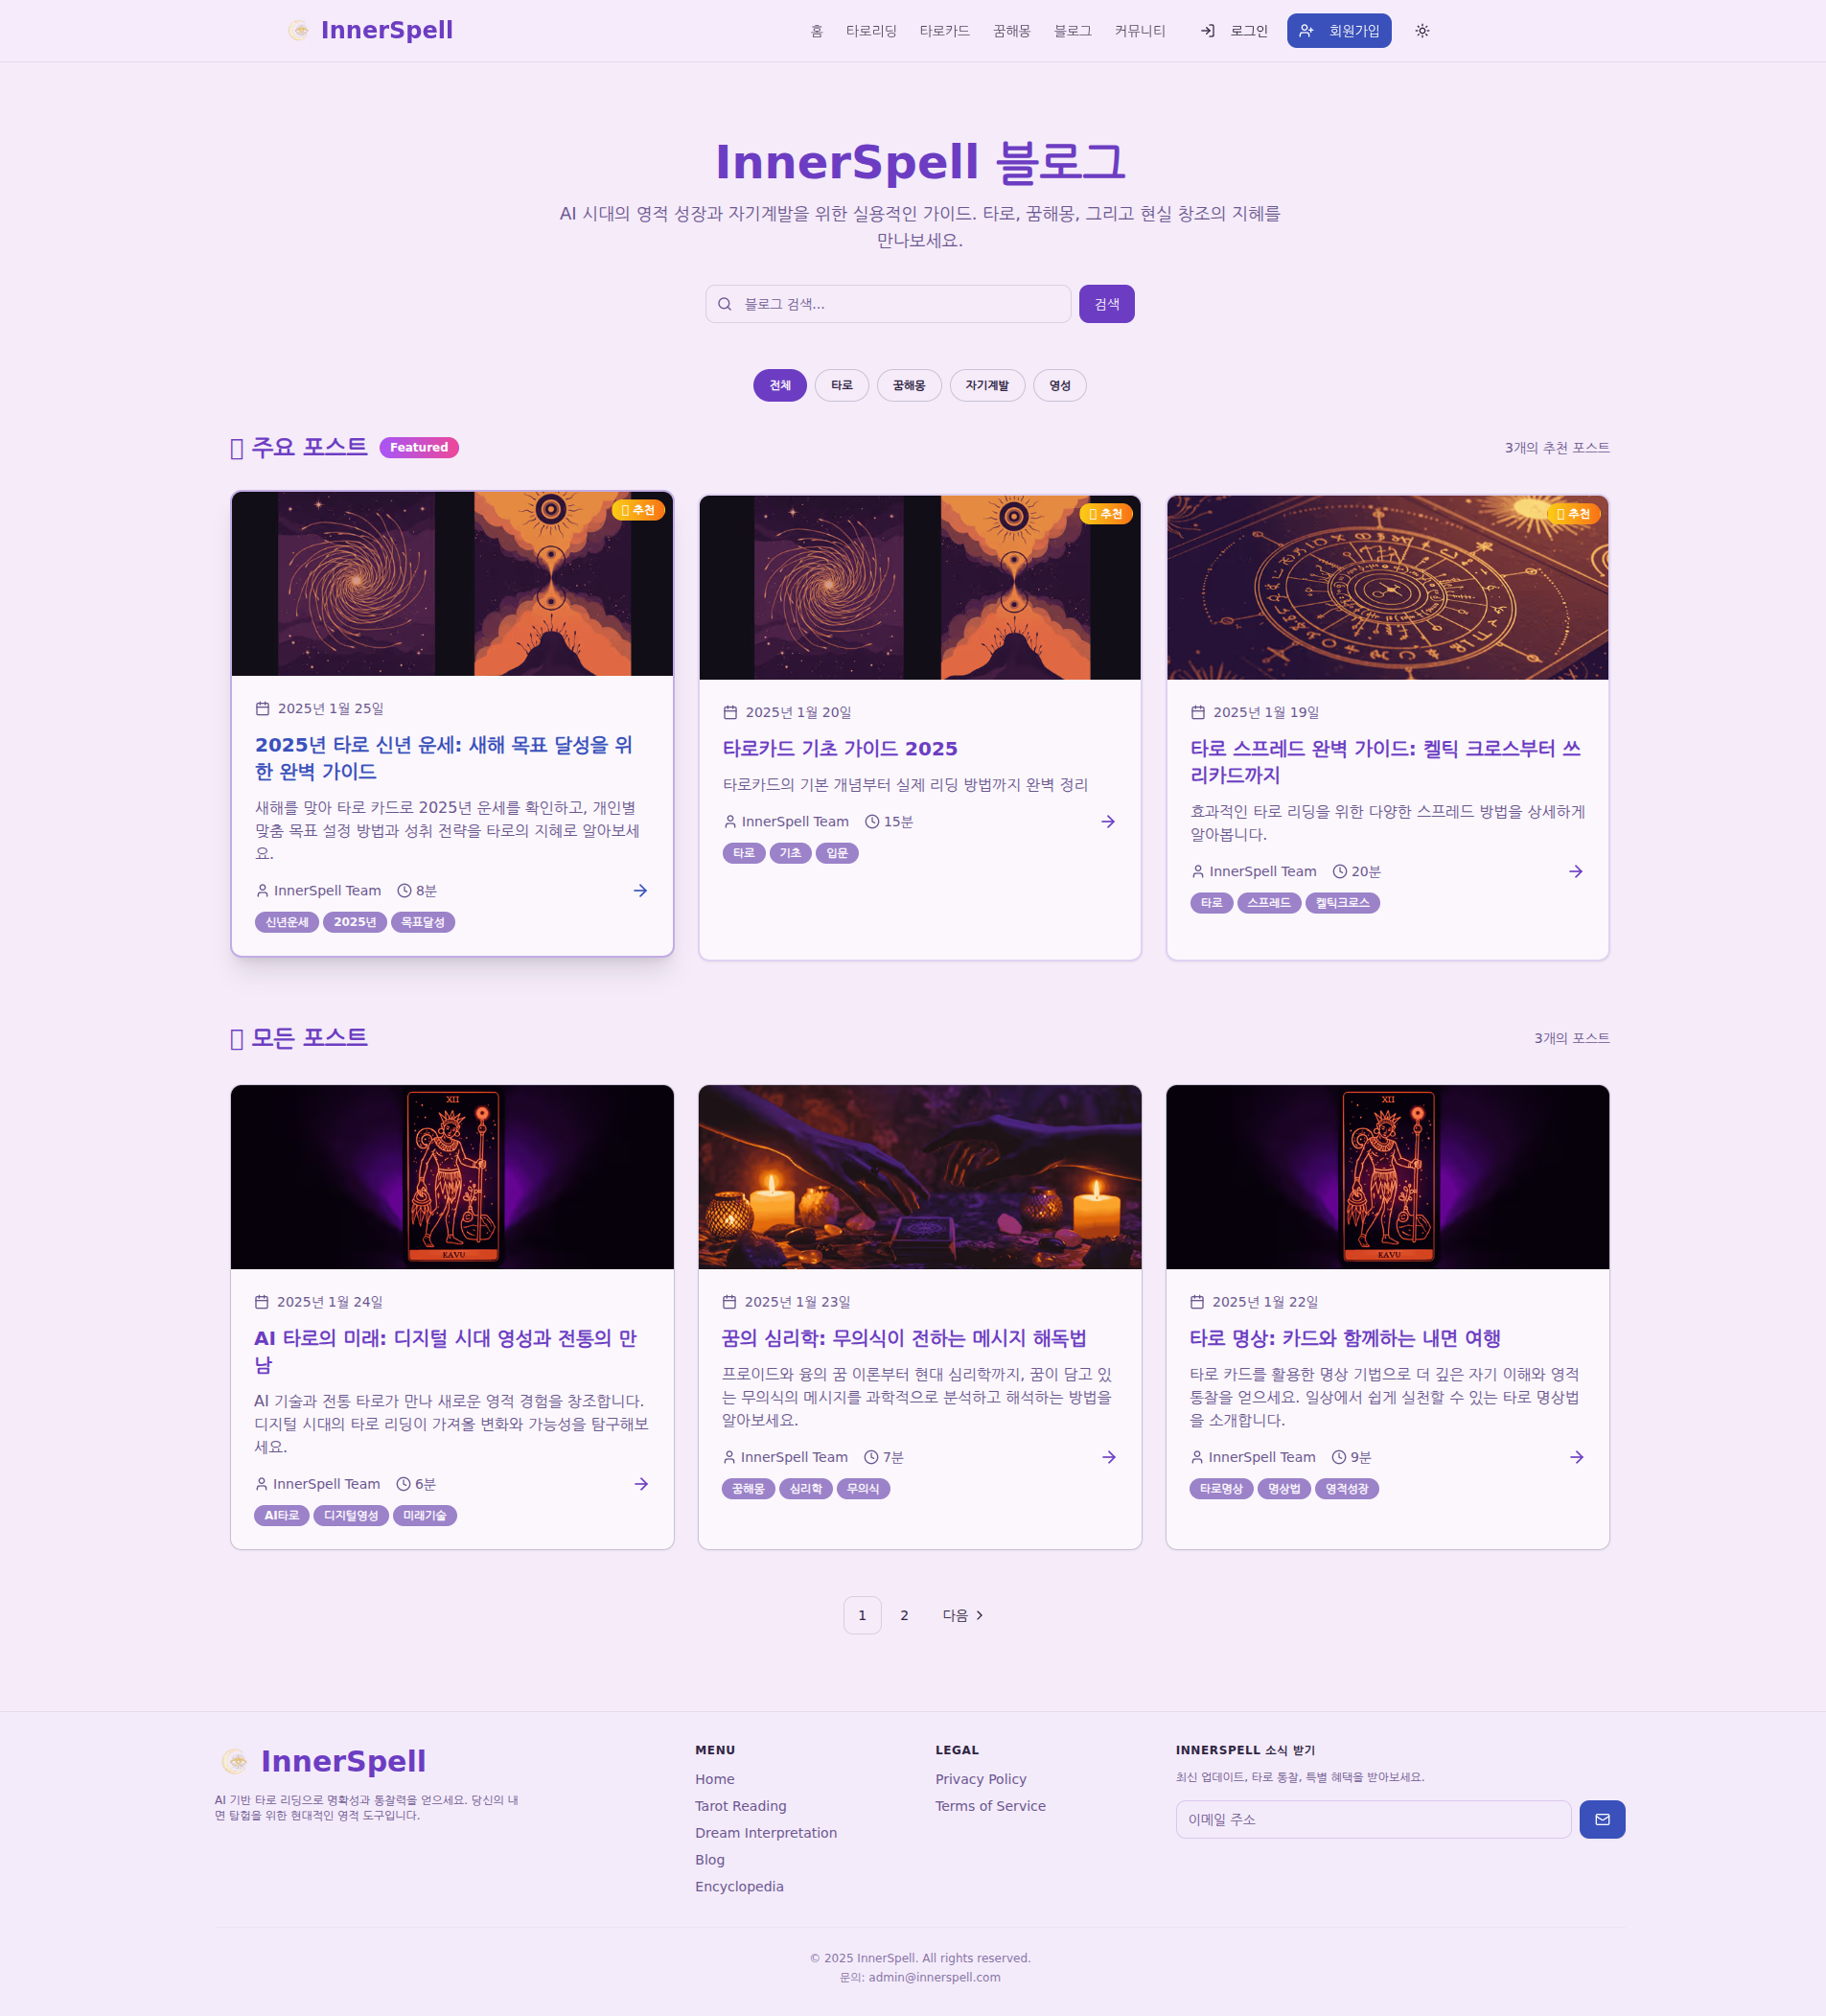 InnerSpell
홈 타로리딩 타로카드 꿈해몽 블로그 커뮤니티 로그인 회원가입
InnerSpell 블로그
AI 시대의 영적 성장과 자기계발을 위한 실용적인 가이드. 타로, 꿈해몽, 그리고 현실 창조의 지혜를
만나보세요.
블로그 검색...
검색
전체 타로 꿈해몽 자기계발 영성
주요 포스트 Featured
3개의 추천 포스트
추천
2025년 1월 25일
2025년 타로 신년 운세: 새해 목표 달성을 위
한 완벽 가이드
새해를 맞아 타로 카드로 2025년 운세를 확인하고, 개인별
맞춤 목표 설정 방법과 성취 전략을 타로의 지혜로 알아보세
요.
InnerSpell Team 8분
신년운세 2025년 목표달성
추천
2025년 1월 20일
타로카드 기초 가이드 2025
타로카드의 기본 개념부터 실제 리딩 방법까지 완벽 정리
InnerSpell Team 15분
타로 기초 입문
추천
2025년 1월 19일
타로 스프레드 완벽 가이드: 켈틱 크로스부터 쓰
리카드까지
효과적인 타로 리딩을 위한 다양한 스프레드 방법을 상세하게
알아봅니다.
InnerSpell Team 20분
타로 스프레드 켈틱크로스
모든 포스트
3개의 포스트
XII
KAVU
2025년 1월 24일
AI 타로의 미래: 디지털 시대 영성과 전통의 만
남
AI 기술과 전통 타로가 만나 새로운 영적 경험을 창조합니다.
디지털 시대의 타로 리딩이 가져올 변화와 가능성을 탐구해보
세요.
InnerSpell Team 6분
AI타로 디지털영성 미래기술
2025년 1월 23일
꿈의 심리학: 무의식이 전하는 메시지 해독법
프로이드와 융의 꿈 이론부터 현대 심리학까지, 꿈이 담고 있
는 무의식의 메시지를 과학적으로 분석하고 해석하는 방법을
알아보세요.
InnerSpell Team 7분
꿈해몽 심리학 무의식
XII
KAVU
2025년 1월 22일
타로 명상: 카드와 함께하는 내면 여행
타로 카드를 활용한 명상 기법으로 더 깊은 자기 이해와 영적
통찰을 얻으세요. 일상에서 쉽게 실천할 수 있는 타로 명상법
을 소개합니다.
InnerSpell Team 9분
타로명상 명상법 영적성장
1 2 다음
InnerSpell
AI 기반 타로 리딩으로 명확성과 통찰력을 얻으세요. 당신의 내
면 탐험을 위한 현대적인 영적 도구입니다.
MENU
Home
Tarot Reading
Dream Interpretation
Blog
Encyclopedia
LEGAL
Privacy Policy
Terms of Service
INNERSPELL 소식 받기
최신 업데이트, 타로 통찰, 특별 혜택을 받아보세요.
이메일 주소
© 2025 InnerSpell. All rights reserved.
문의: admin@innerspell.com